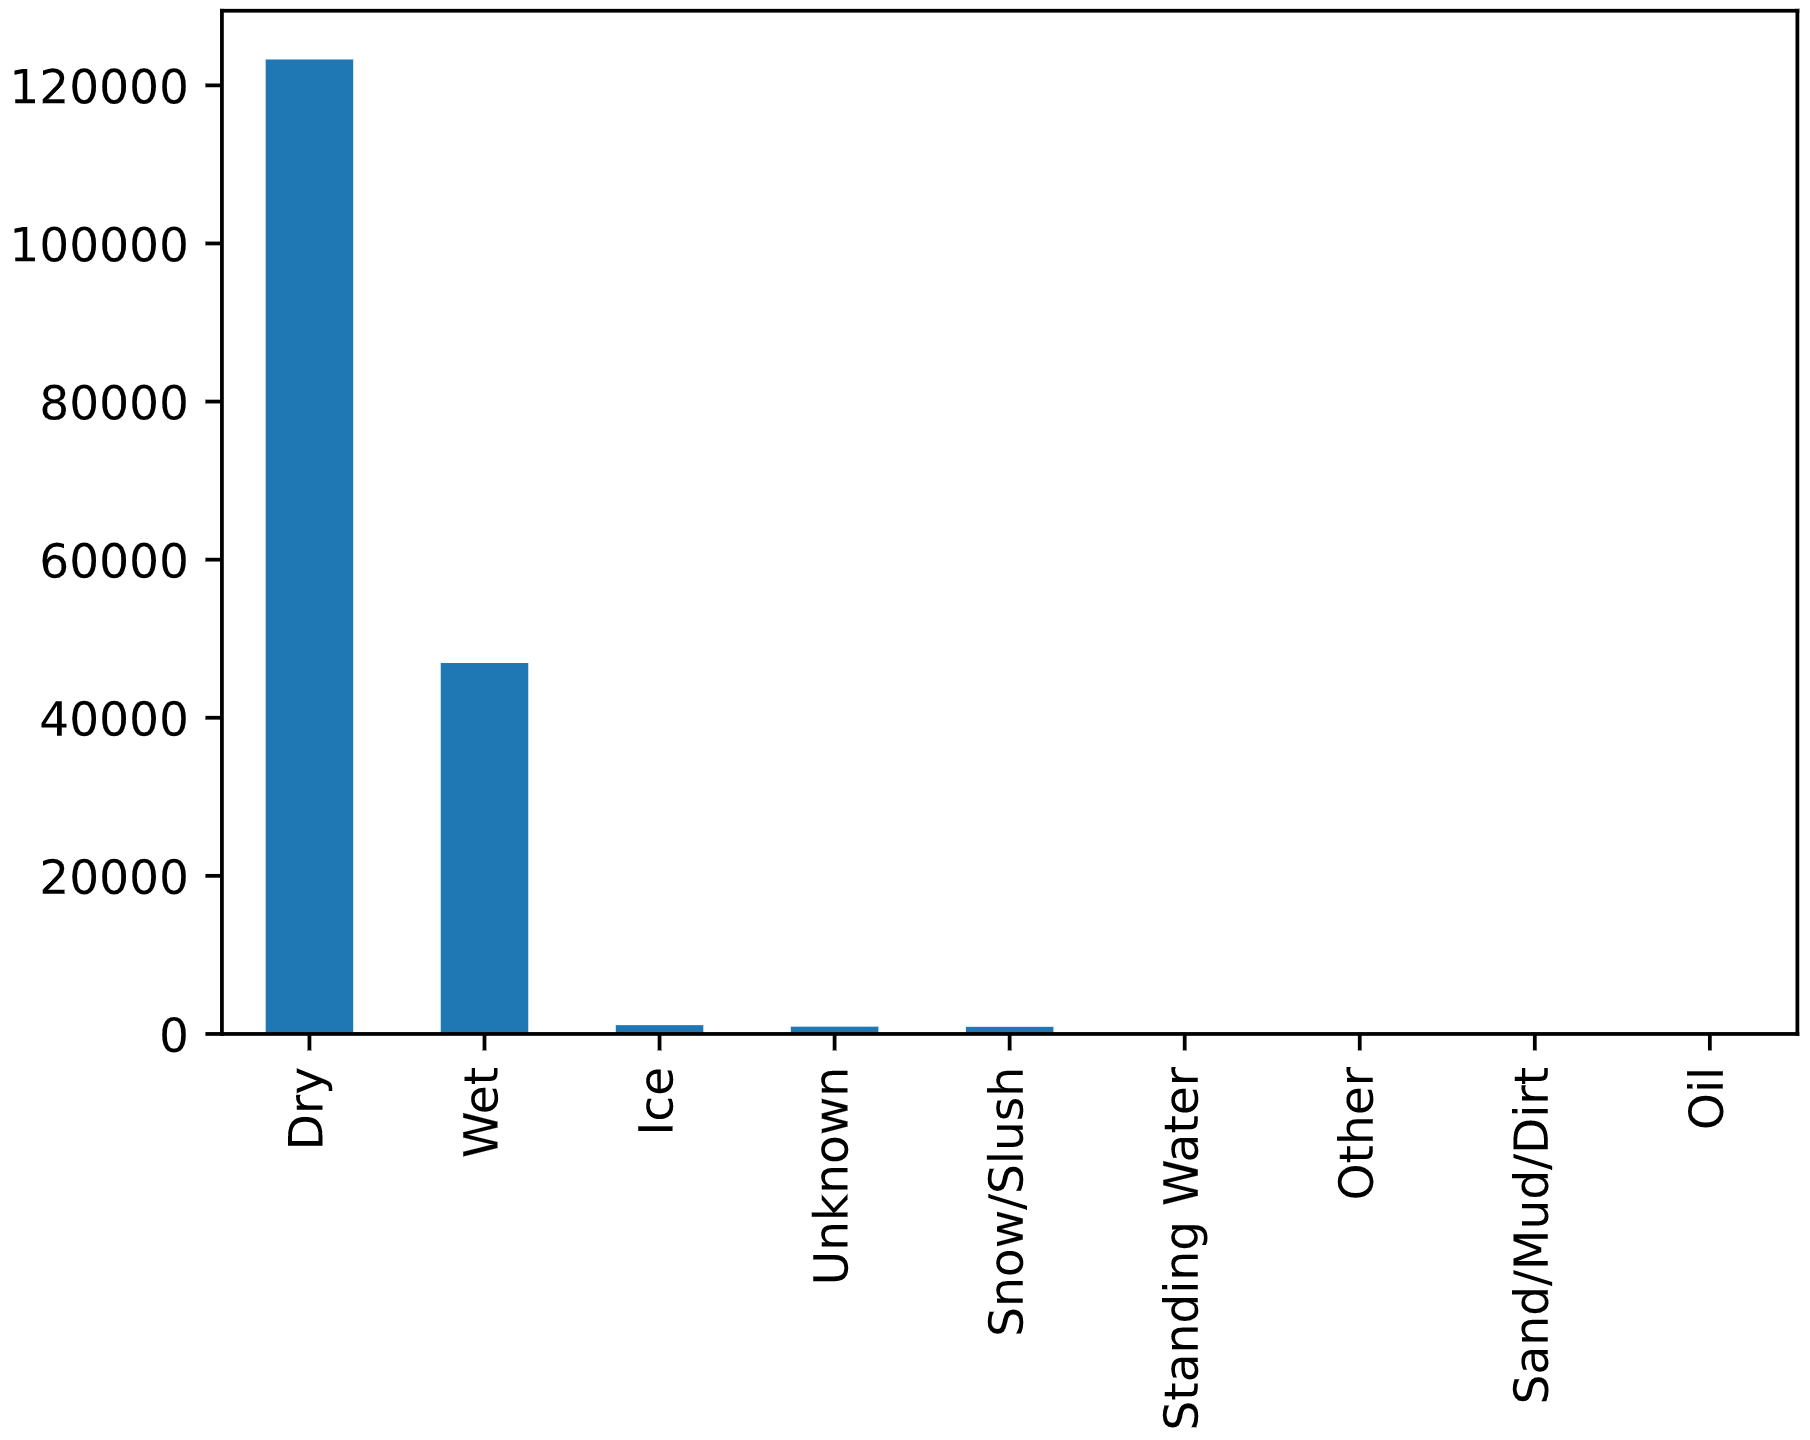 120000
100000
80000
60000
40000
20000
0
Dry
Wet
Ice
Unknown
Snow/Slush
Standing Water
Other
Sand/Mud/Dirt
Oil